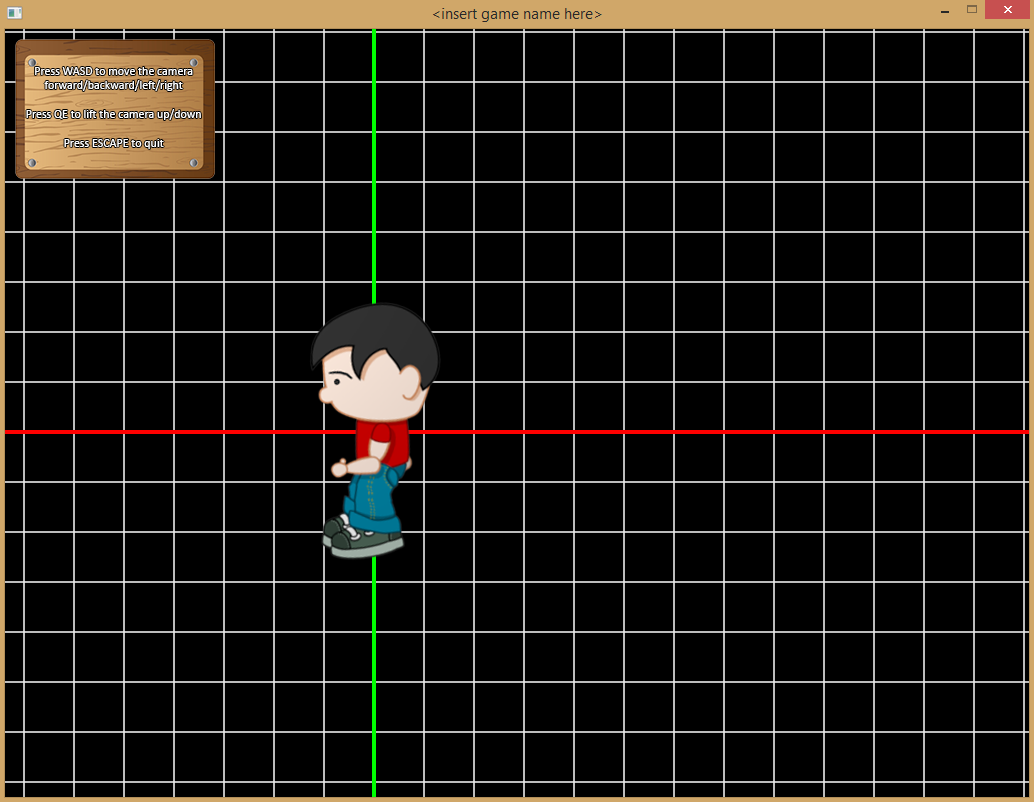 <insert game name here>
Press WASD to move the camera
forward/backward/left/right
Press QE to lift the camera up/down
Press ESCAPE to quit